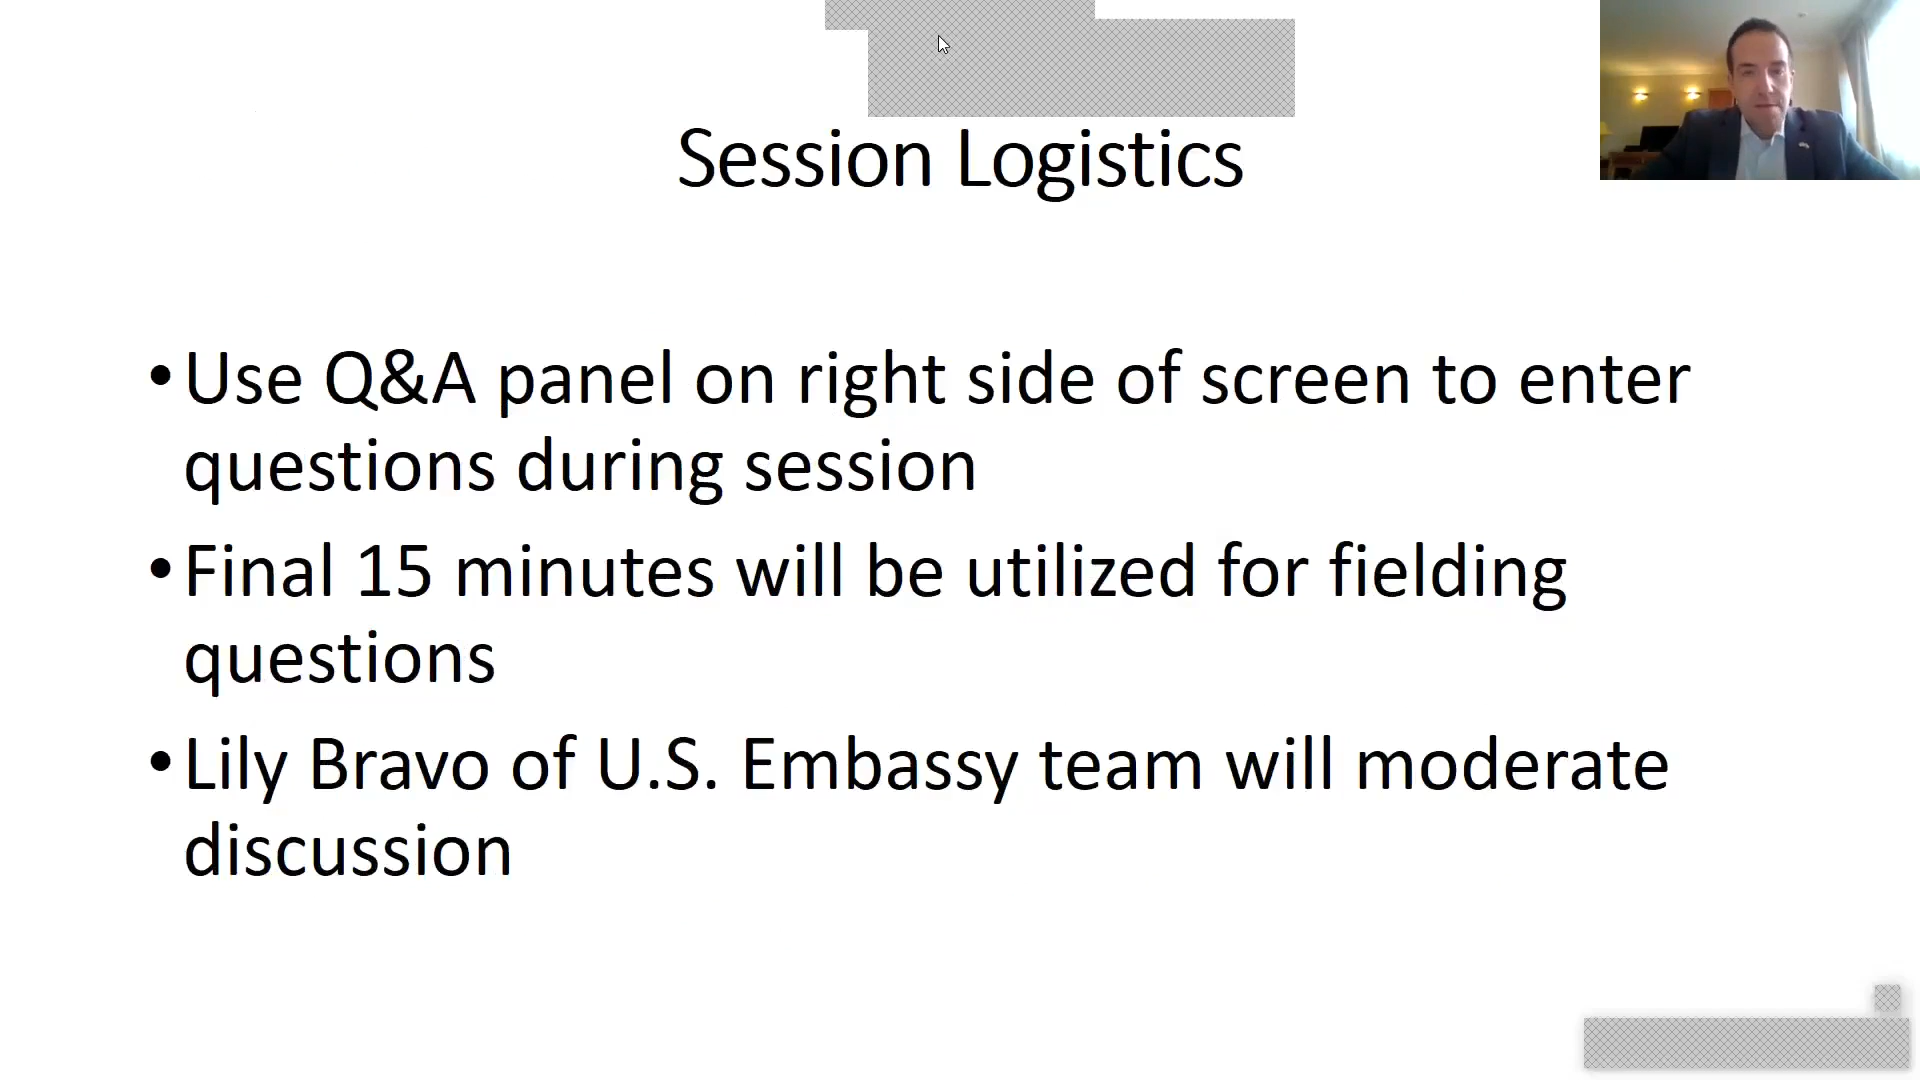 Session Logistics
•Use Q&A panel on right side of screen to enter
questions during session
•Final 15 minutes will be utilized for fielding
questions
•Lily Bravo of U.S. Embassy team will moderate
discussion